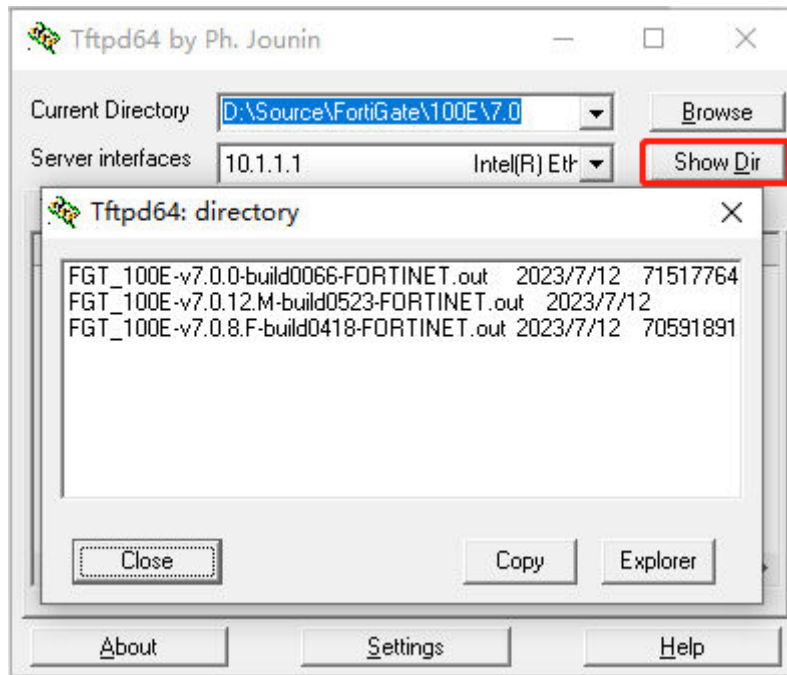 Tftpd64 by Ph. Jounin
Current Directory D:\Source\FortiGate\100E\7.0 Browse
Server interfaces 10.1.1.1 Intel(R) Eth Show Dir
Tftpd64: directory
FGT_100E-v7.0.0-build0066-FORTINET.out 2023/7/12 71517764
FGT_100E-v7.0.12.M-build0523-FORTINET.out 2023/7/12
FGT_100E-v7.0.8.F-build0418-FORTINET.out 2023/7/12 70591891
Close Copy Explorer
About Settings Help